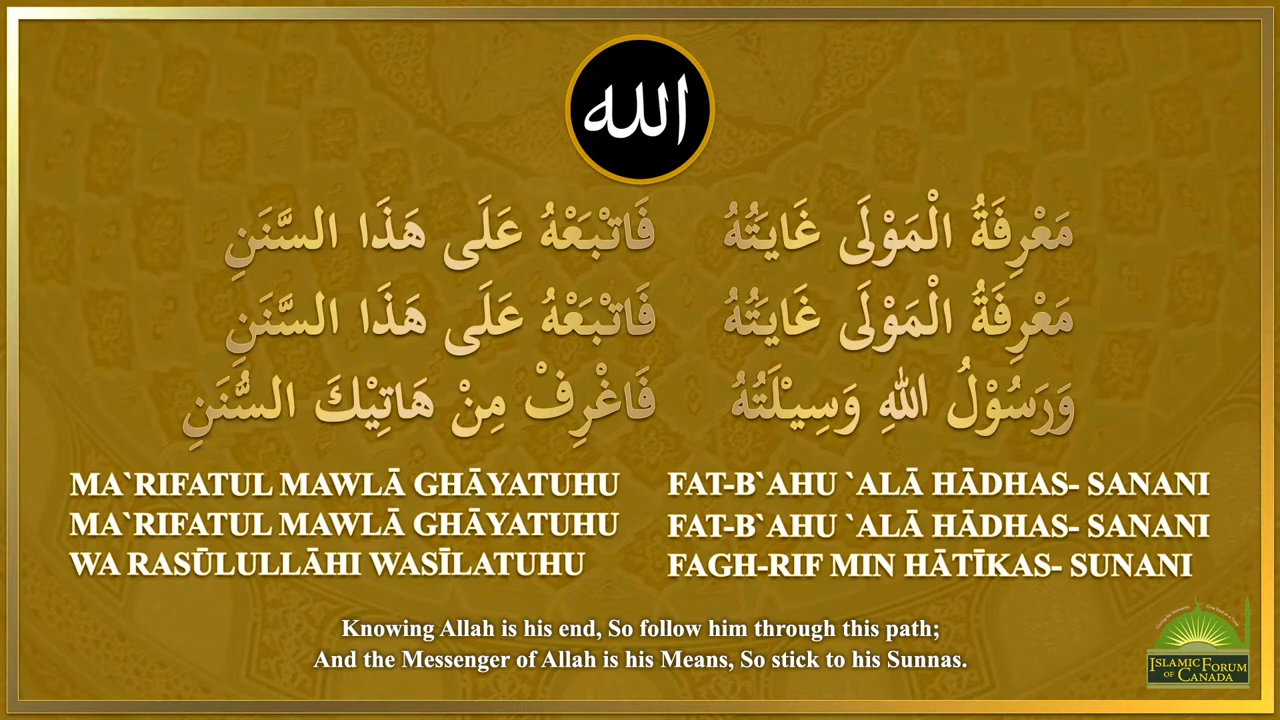 الله
مَعْرِفَةُ الْمَوْلَى غَايَتُهُ فَاتْبَعْهُ عَلَى هَذَا السَّنَنِ
مَعْرِفَةُ الْمَوْلَى غَايَتُهُ فَاتْبَعْهُ عَلَى هَذَا السَّنَنِ
وَرَسُوْلُ اللهِ وَسِيْلَتُهُ فَاغْرِفْ مِنْ هَاتِيْكَ السُّنَنِ
MA`RIFATUL MAWLĀ GHĀYATUHU FAT-B`AHU `ALĀ HĀDHAS- SANANI
MA`RIFATUL MAWLĀ GHĀYATUHU FAT-B`AHU `ALĀ HĀDHAS- SANANI
WA RASŪLULLĀHI WASĪLATUHU FAGH-RIF MIN HĀTĪKAS- SUNANI
Knowing Allah is his end, So follow him through this path;
And the Messenger of Allah is his Means, So stick to his Sunnas.
ISLAMIC FORUM
OF CANADA